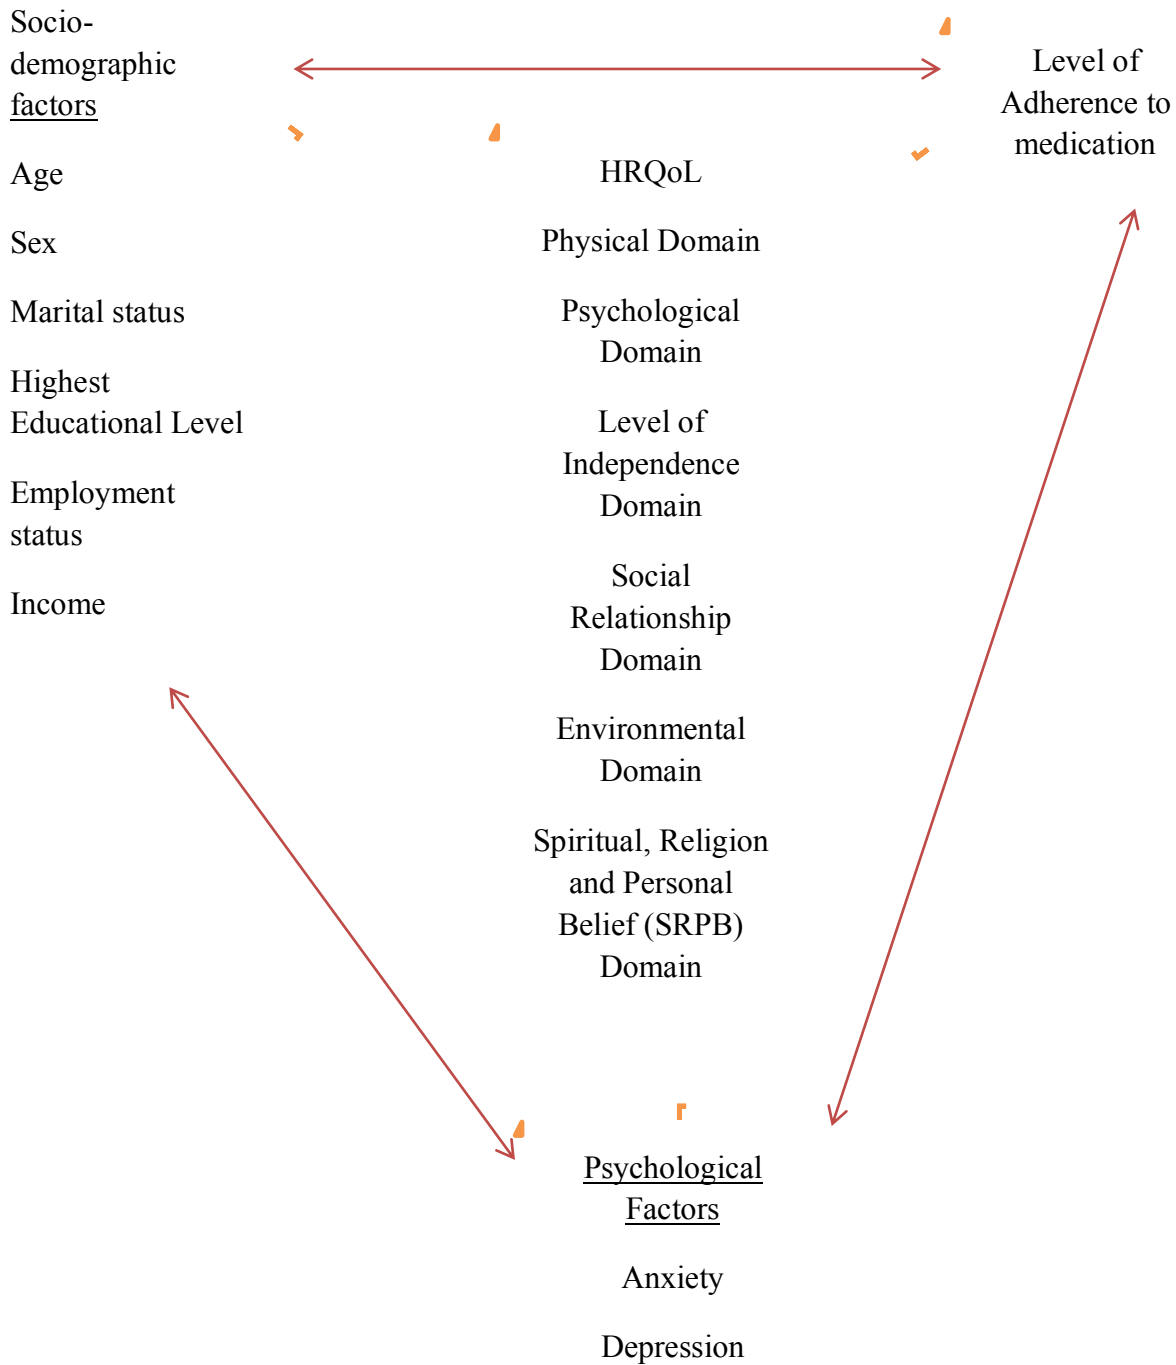 Socio-
demographic
factors
Age
Sex
Marital status
Highest
Educational Level
Employment
status
Income
HRQoL
Physical Domain
Psychological
Domain
Level of
Independence
Domain
Social
Relationship
Domain
Environmental
Domain
Spiritual, Religion
and Personal
Belief (SRPB)
Domain
Level of
Adherence to
medication
Psychological
Factors
Anxiety
Depression